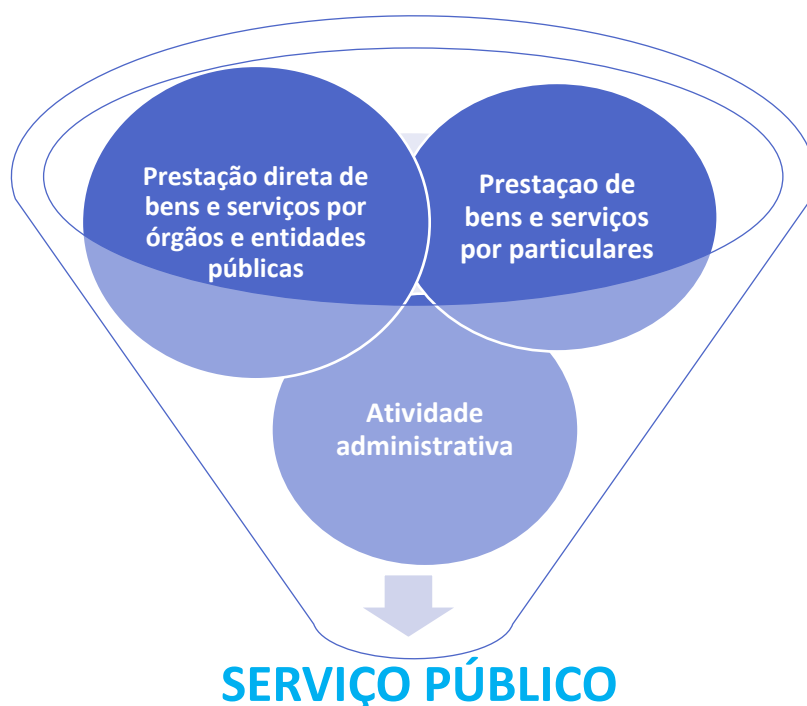 Prestação direta de
bens e serviços por
órgãos e entidades
públicas
Prestaçao de
bens e serviços
por particulares
Atividade
administrativa
SERVIÇO PÚBLICO